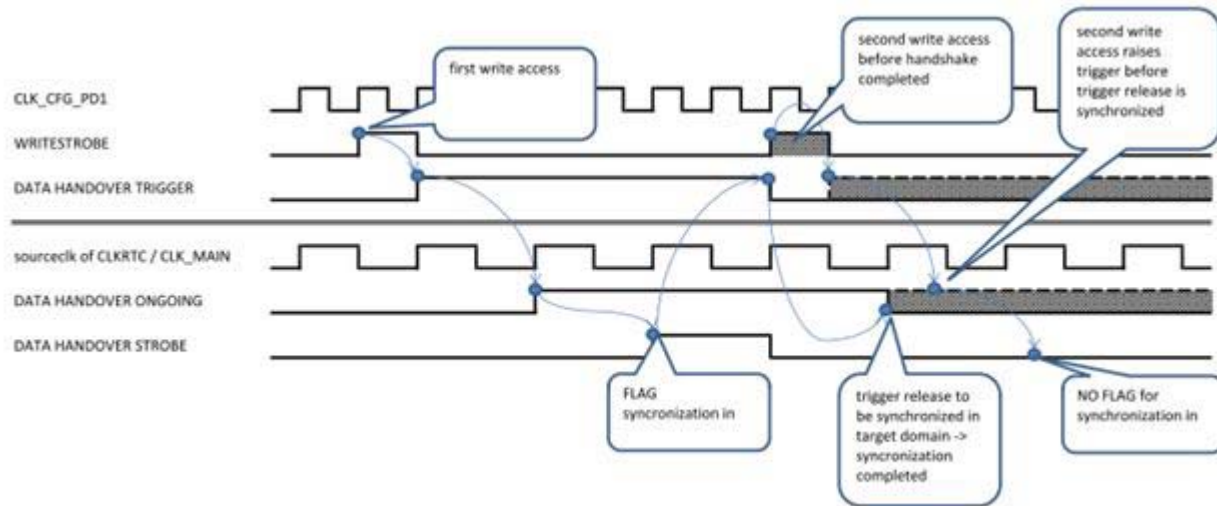 first write access
second write access
before handshake
completed
second write
access raises
trigger before
trigger release is
synchronized
CLK_CFG_PD1
WRITESTROBE
DATA HANDOVER TRIGGER
sourceclk of CLKRTC / CLK_MAIN
DATA HANDOVER ONGOING
DATA HANDOVER STROBE
FLAG
syncronization in
trigger release to
be synchronized in
target domain ->
syncronization
completed
NO FLAG for
synchronization in